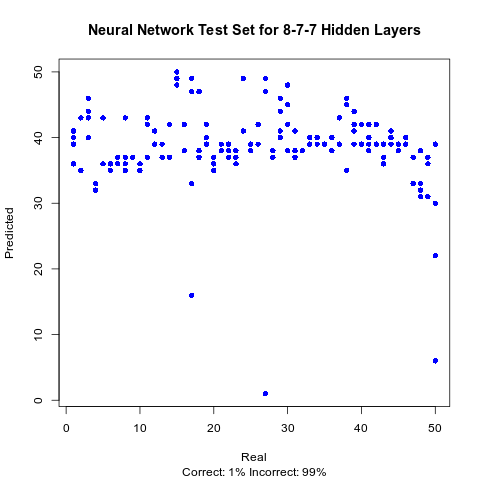 Neural Network Test Set for 8-7-7 Hidden Layers
Predicted
50
40
30
20
10
0
0 10 20 30 40 50
Real
Correct: 1% Incorrect: 99%